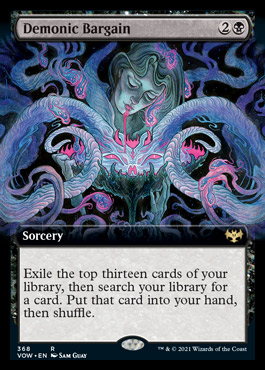 Demonic Bargain 2
Sorcery
Exile the top thirteen cards of your
library, then search your library for
a card. Put that card into your hand,
then shuffle.
368 R
VOW • EN SAM GUAY ™ & © 2021 Wizards of the Coast